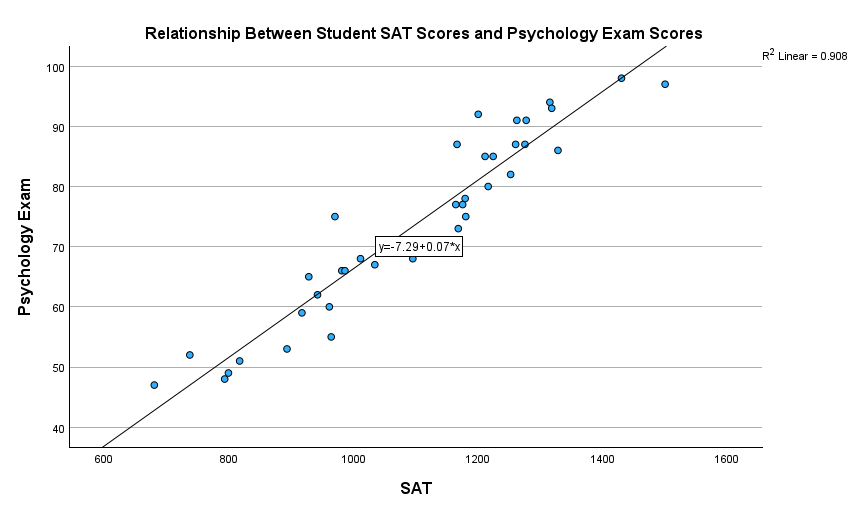 Relationship Between Student SAT Scores and Psychology Exam Scores
R2 Linear = 0.908
100
90
80
70
60
50
40
Psychology Exam
y=-7.29+0.07*x
600 800 1000 1200 1400 1600
SAT